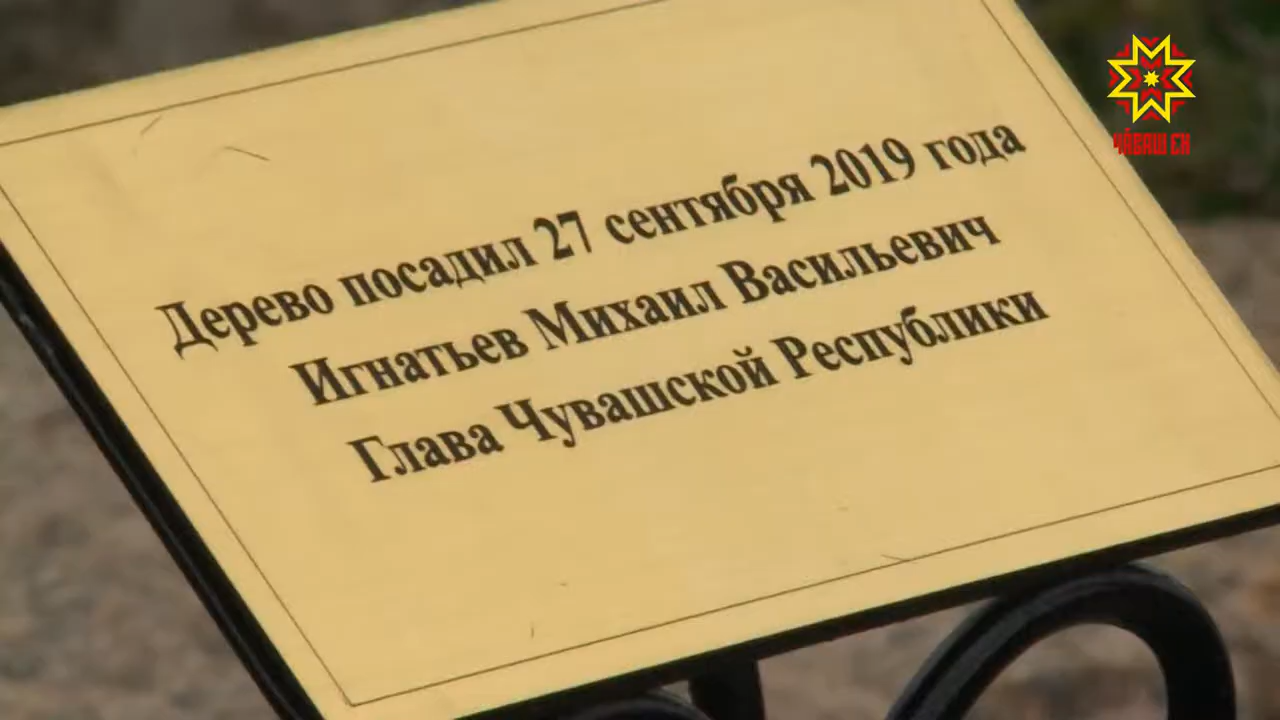 Дерево посадил 27 сентября 2019 года
Игнатьев Михаил Васильевич
Глава Чувашской Республики
ЧӐВАШ ЕН